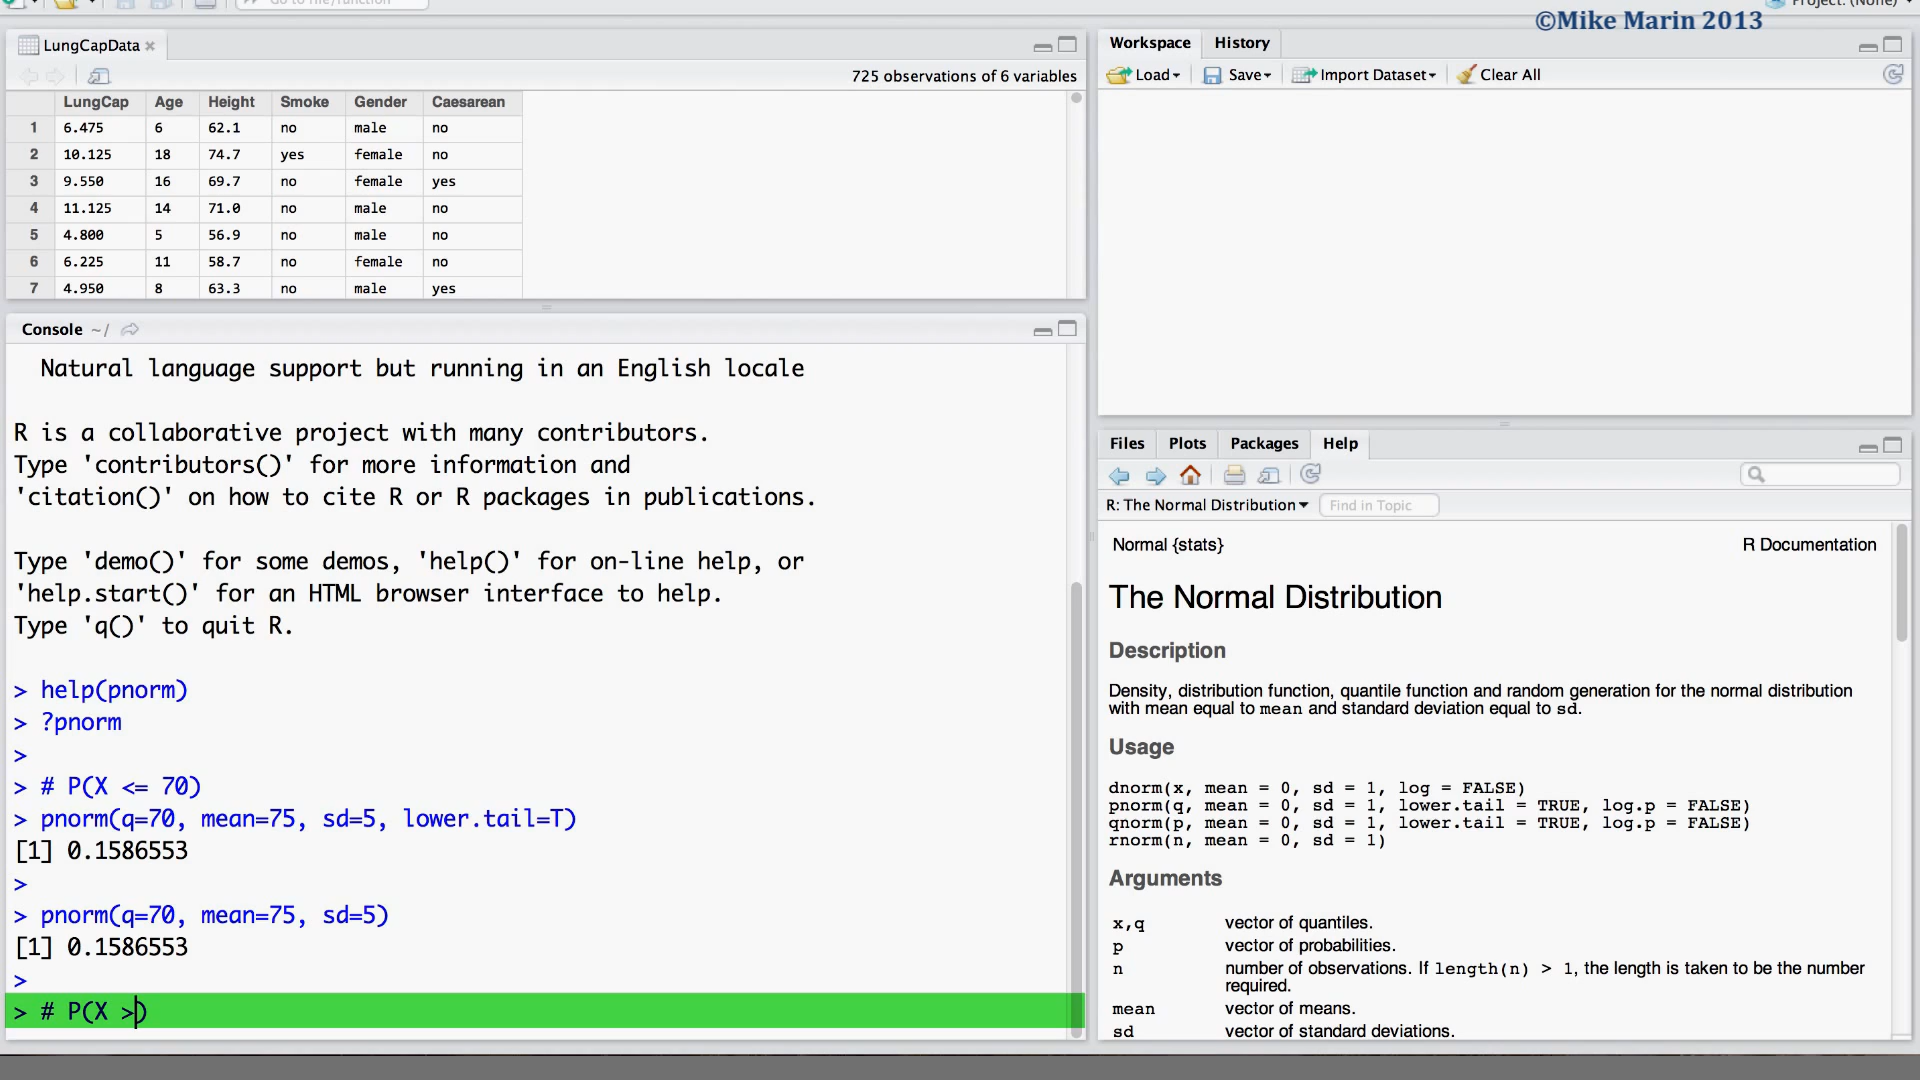 Go to file/function
Project: (None)
©Mike Marin 2013
LungCapData
725 observations of 6 variables
LungCap Age Height Smoke Gender Caesarean
1 6.475 6 62.1 no male no
2 10.125 18 74.7 yes female no
3 9.550 16 69.7 no female yes
4 11.125 14 71.0 no male no
5 4.800 5 56.9 no male no
6 6.225 11 58.7 no female no
7 4.950 8 63.3 no male yes
Console ~/
Natural language support but running in an English locale
R is a collaborative project with many contributors.
Type 'contributors()' for more information and
'citation()' on how to cite R or R packages in publications.
Type 'demo()' for some demos, 'help()' for on-line help, or
'help.start()' for an HTML browser interface to help.
Type 'q()' to quit R.
> help(pnorm)
> ?pnorm
>
> # P(X <= 70)
> pnorm(q=70, mean=75, sd=5, lower.tail=T)
[1] 0.1586553
>
> pnorm(q=70, mean=75, sd=5)
[1] 0.1586553
>
> # P(X >)
Workspace History
Load Save Import Dataset Clear All
Files Plots Packages Help
R: The Normal Distribution Find in Topic
Normal {stats} R Documentation
The Normal Distribution
Description
Density, distribution function, quantile function and random generation for the normal distribution
with mean equal to mean and standard deviation equal to sd.
Usage
dnorm(x, mean = 0, sd = 1, log = FALSE)
pnorm(q, mean = 0, sd = 1, lower.tail = TRUE, log.p = FALSE)
qnorm(p, mean = 0, sd = 1, lower.tail = TRUE, log.p = FALSE)
rnorm(n, mean = 0, sd = 1)
Arguments
x,q vector of quantiles.
p vector of probabilities.
n number of observations. If length(n) > 1, the length is taken to be the number
required.
mean vector of means.
sd vector of standard deviations.